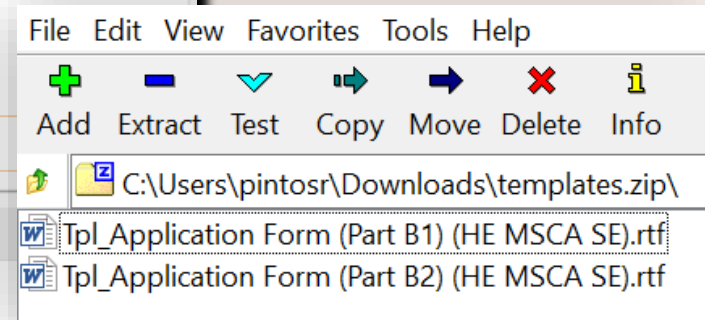 File Edit View Favorites Tools Help
Add Extract Test Copy Move Delete Info
C:\Users\pintosr\Downloads\templates.zip\
Tpl_Application Form (Part B1) (HE MSCA SE).rtf
Tpl_Application Form (Part B2) (HE MSCA SE).rtf